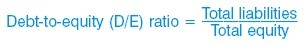 Debt-to-equity (D/E) ratio = Total liabilities
Total equity